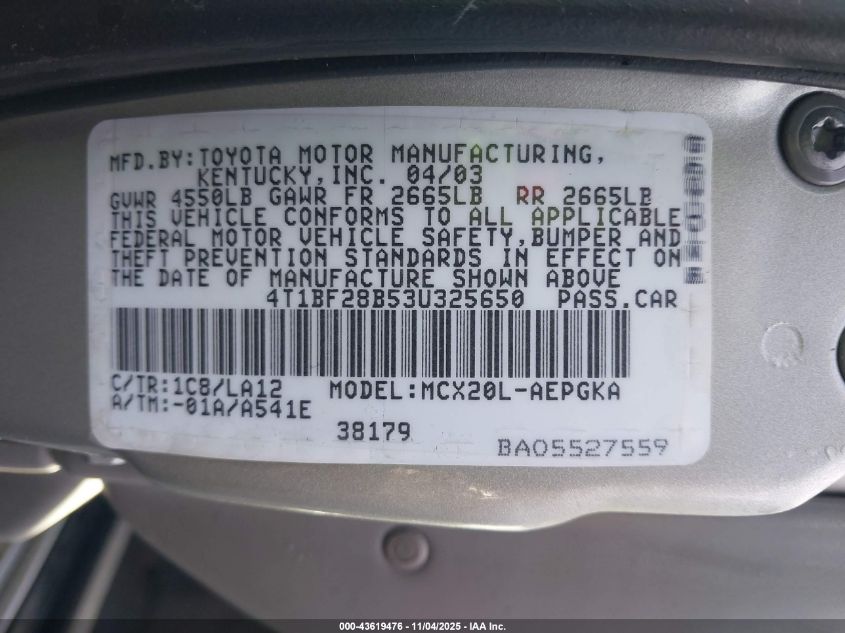 MFD.BY:TOYOTA MOTOR MANUFACTURING,
KENTUCKY,INC. 04/03
GVWR 4550LB GAWR FR 2665LB RR 2665LB
THIS VEHICLE CONFORMS TO ALL APPLICABLE
FEDERAL MOTOR VEHICLE SAFETY,BUMPER AND
THEFT PREVENTION STANDARDS IN EFFECT ON
THE DATE OF MANUFACTURE SHOWN ABOVE
4T1BF28B53U325650 PASS.CAR
C/TR:1C8/LA12 MODEL:MCX20L-AEPGKA
A/TM:-01A/A541E
38179
BA05527559
000-43619476 - 11/04/2025 - IAA Inc.